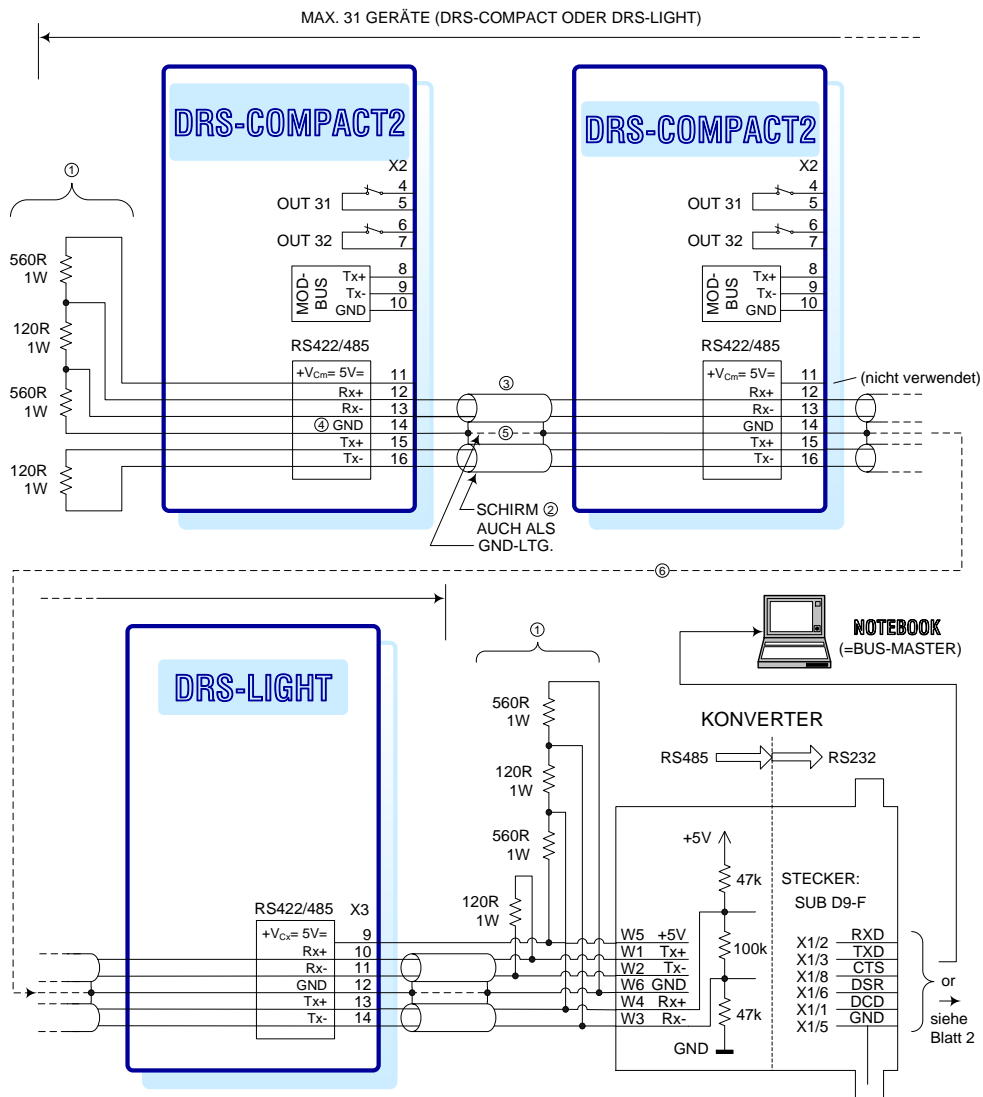 MAX. 31 GERÄTE (DRS-COMPACT ODER DRS-LIGHT)
DRS-COMPACT2
X2
4
OUT 31
5
6
OUT 32
7
MOD-
BUS
Tx+ 8
Tx- 9
GND 10
RS422/485
+VCm= 5V= 11
Rx+ 12
Rx- 13
④ GND 14
Tx+ 15
Tx- 16
①
560R
1W
120R
1W
560R
1W
120R
1W
③
⑤
SCHIRM ②
AUCH ALS
GND-LTG.
DRS-COMPACT2
X2
4
OUT 31
5
6
OUT 32
7
MOD-
BUS
Tx+ 8
Tx- 9
GND 10
RS422/485
+VCm= 5V= 11
(nicht verwendet)
Rx+ 12
Rx- 13
GND 14
Tx+ 15
Tx- 16
⑥
DRS-LIGHT
RS422/485 X3
+VCx= 5V= 9
Rx+ 10
Rx- 11
GND 12
Tx+ 13
Tx- 14
①
560R
1W
120R
1W
560R
1W
120R
1W
NOTEBOOK
(=BUS-MASTER)
KONVERTER
RS485 RS232
+5V
47k
100k
47k
GND
W5 +5V
W1 Tx+
W2 Tx-
W6 GND
W4 Rx+
W3 Rx-
STECKER:
SUB D9-F
X1/2 RXD
X1/3 TXD
X1/8 CTS
X1/6 DSR
X1/1 DCD
X1/5 GND
or
siehe
Blatt 2